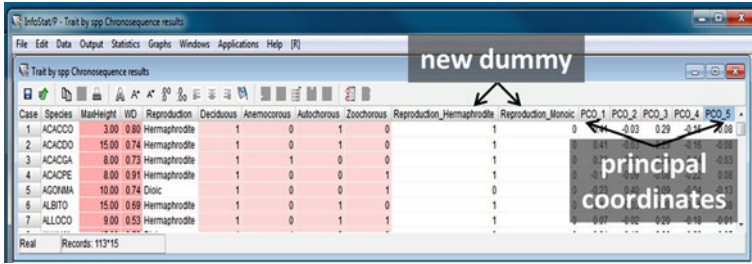 InfoStat/P - Trait by spp Chronosequence results
File Edit Data Output Statistics Graphs Windows Applications Help [R]
new dummy
Trait by spp Chronosequence results
Case Species MaxHeight WD Reproduction Deciduous Anemocorous Autochorous Zoochorous Reproduction_Hermaphrodite Reproduction_Monoic PCO_1 PCO_2 PCO_3 PCO_4 PCO_5
1 ACACCO 3.00 0.80 Hermaphrodite 1 0 1 1 1 0 -0.03 0.29 -0.16 0.08
2 ACACDO 15.00 0.74 Hermaphrodite 1 0 1 0 1
3 ACACGA 8.00 0.73 Hermaphrodite 1 1 0 0 1
4 ACACPE 8.00 0.91 Hermaphrodite 1 0 0 1 1
5 AGONMA 10.00 0.74 Dioic 1 0 1 0 0
6 ALBITO 15.00 0.69 Hermaphrodite 1 0 1 0 1
7 ALLOCO 9.00 0.53 Hermaphrodite 1 0 1 1 1
principal
coordinates
Real Records: 113*15